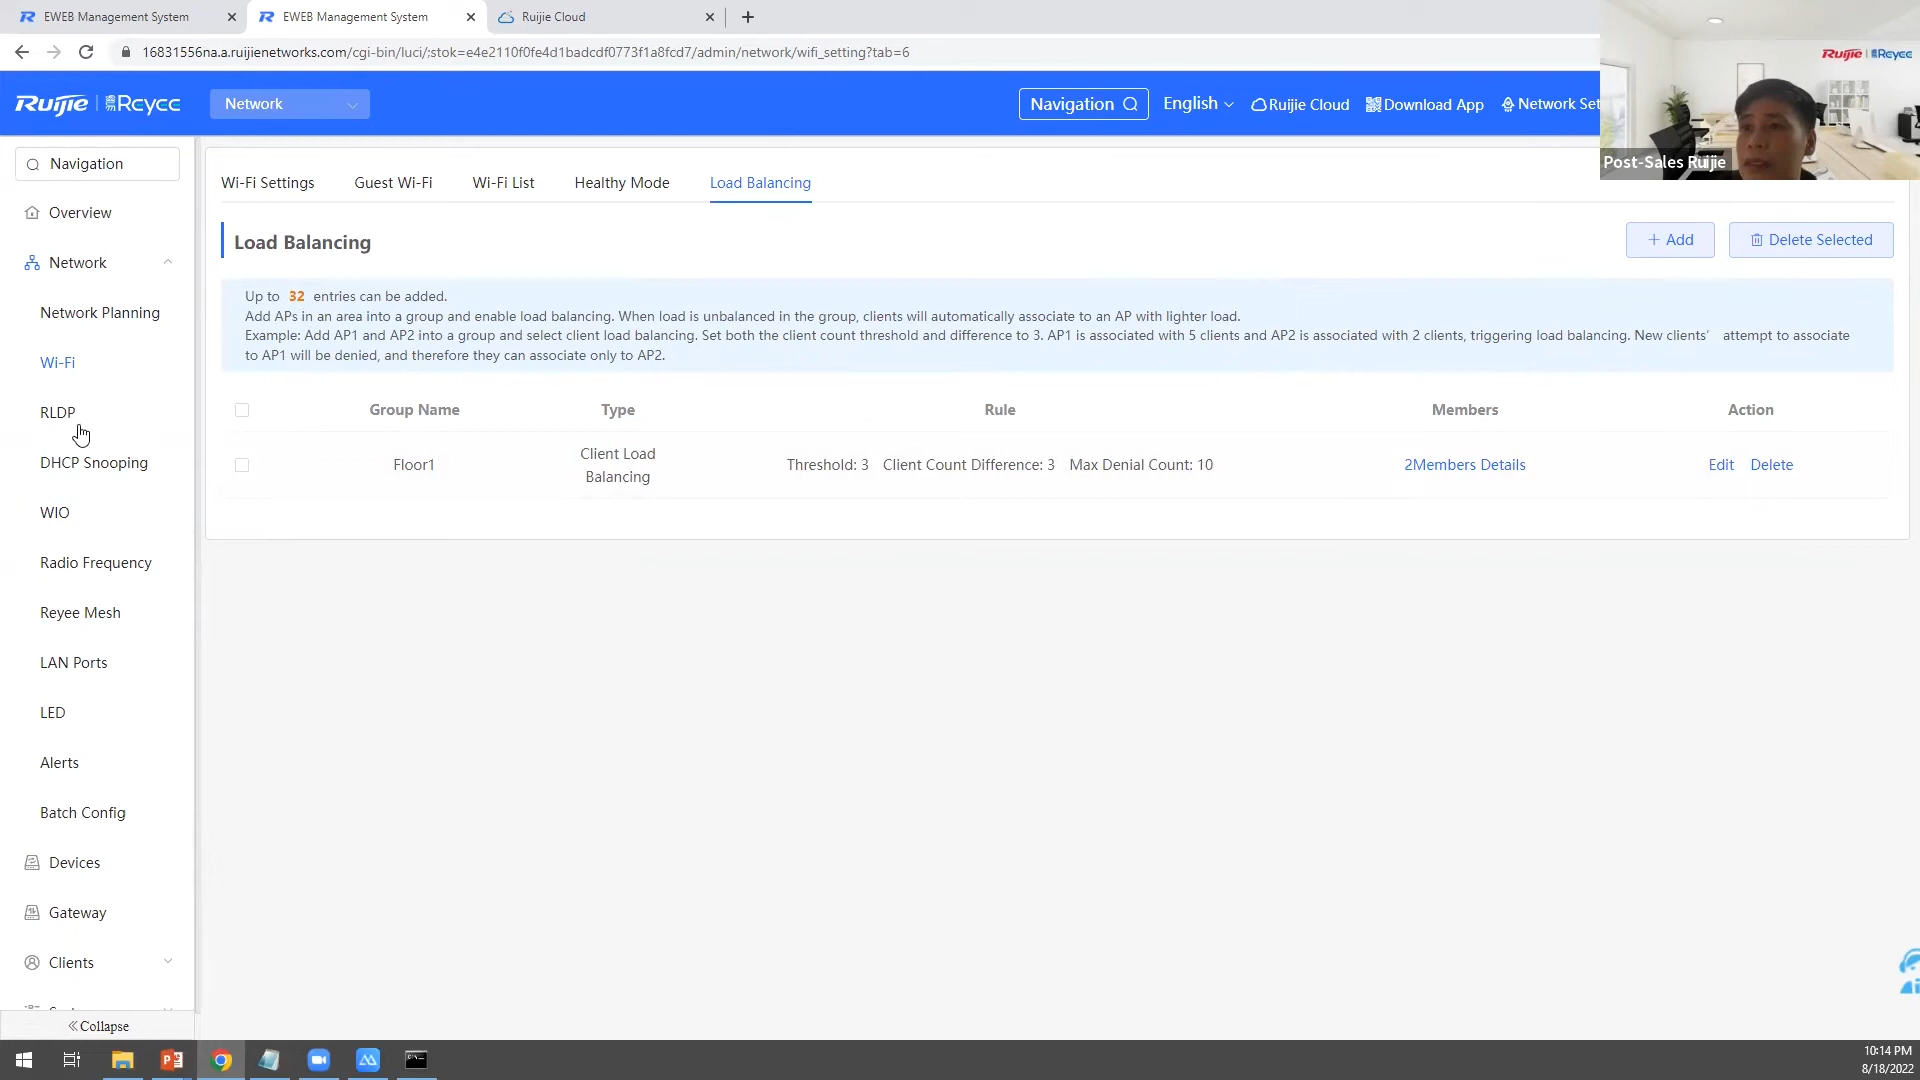 EWEB Management System
EWEB Management System
Ruijie Cloud
16831556na.a.ruijienetworks.com/cgi-bin/luci/;stok=e4e2110f0fe4d1badcdf0773f1a8fcd7/admin/network/wifi_setting?tab=6
Ruijie | Reyee
Network
Navigation
English
Ruijie Cloud
Download App
Network Set
Ruijie | Reyee
Post-Sales Ruijie
Navigation
Overview
Network
Network Planning
Wi-Fi
RLDP
DHCP Snooping
WIO
Radio Frequency
Reyee Mesh
LAN Ports
LED
Alerts
Batch Config
Devices
Gateway
Clients
Collapse
Wi-Fi Settings
Guest Wi-Fi
Wi-Fi List
Healthy Mode
Load Balancing
Load Balancing
+ Add
Delete Selected
Up to 32 entries can be added.
Add APs in an area into a group and enable load balancing. When load is unbalanced in the group, clients will automatically associate to an AP with lighter load.
Example: Add AP1 and AP2 into a group and select client load balancing. Set both the client count threshold and difference to 3. AP1 is associated with 5 clients and AP2 is associated with 2 clients, triggering load balancing. New clients' attempt to associate
to AP1 will be denied, and therefore they can associate only to AP2.
Group Name
Type
Rule
Members
Action
Floor1
Client Load
Balancing
Threshold: 3 Client Count Difference: 3 Max Denial Count: 10
2Members Details
Edit
Delete
10:14 PM
8/18/2022